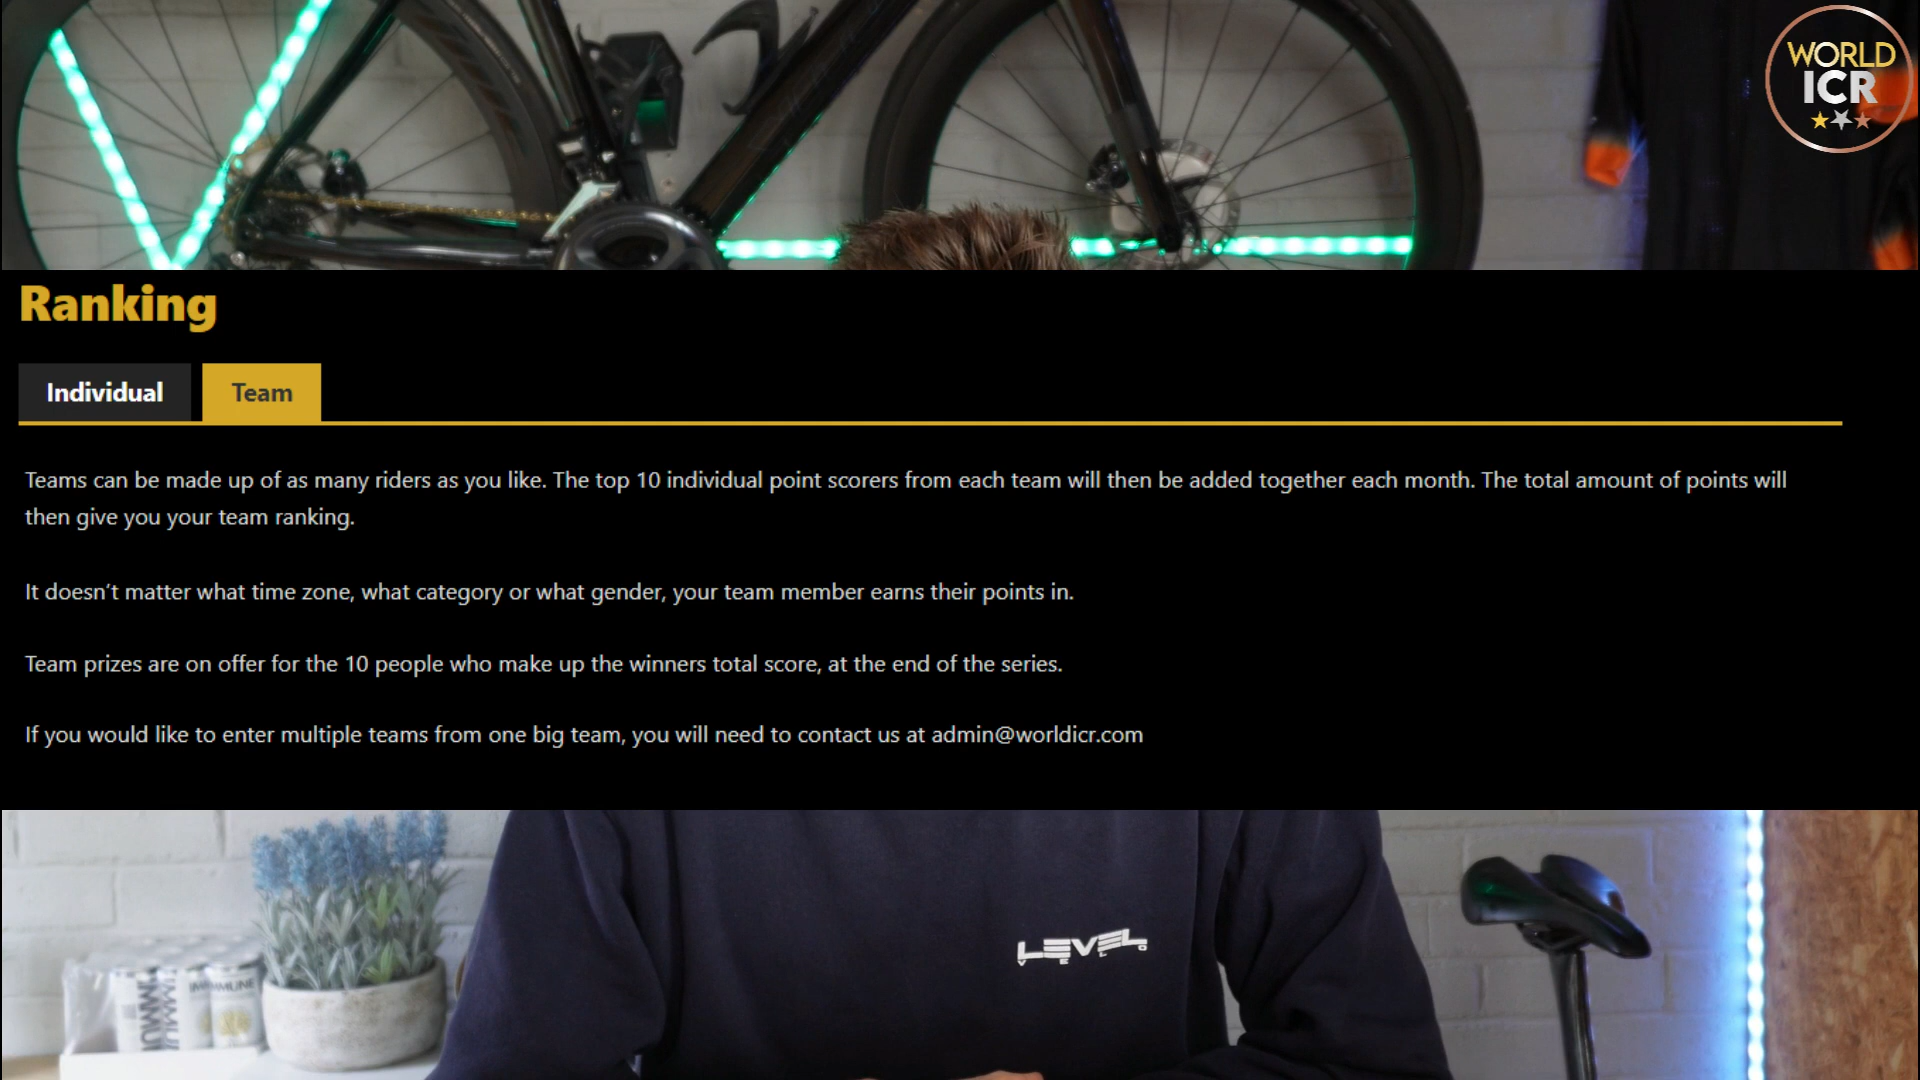 WORLD
ICR
Ranking
Individual
Team
Teams can be made up of as many riders as you like. The top 10 individual point scorers from each team will then be added together each month. The total amount of points will
then give you your team ranking.
It doesn’t matter what time zone, what category or what gender, your team member earns their points in.
Team prizes are on offer for the 10 people who make up the winners total score, at the end of the series.
If you would like to enter multiple teams from one big team, you will need to contact us at admin@worldicr.com
LEVEL
VELO